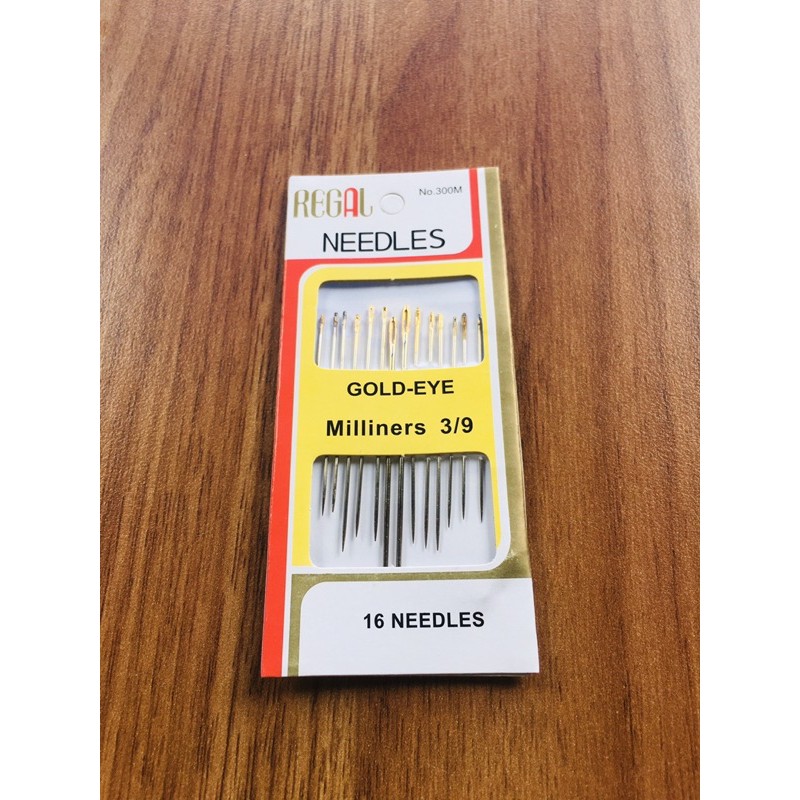 REGAL
No.300M
NEEDLES
GOLD-EYE
Milliners 3/9
16 NEEDLES